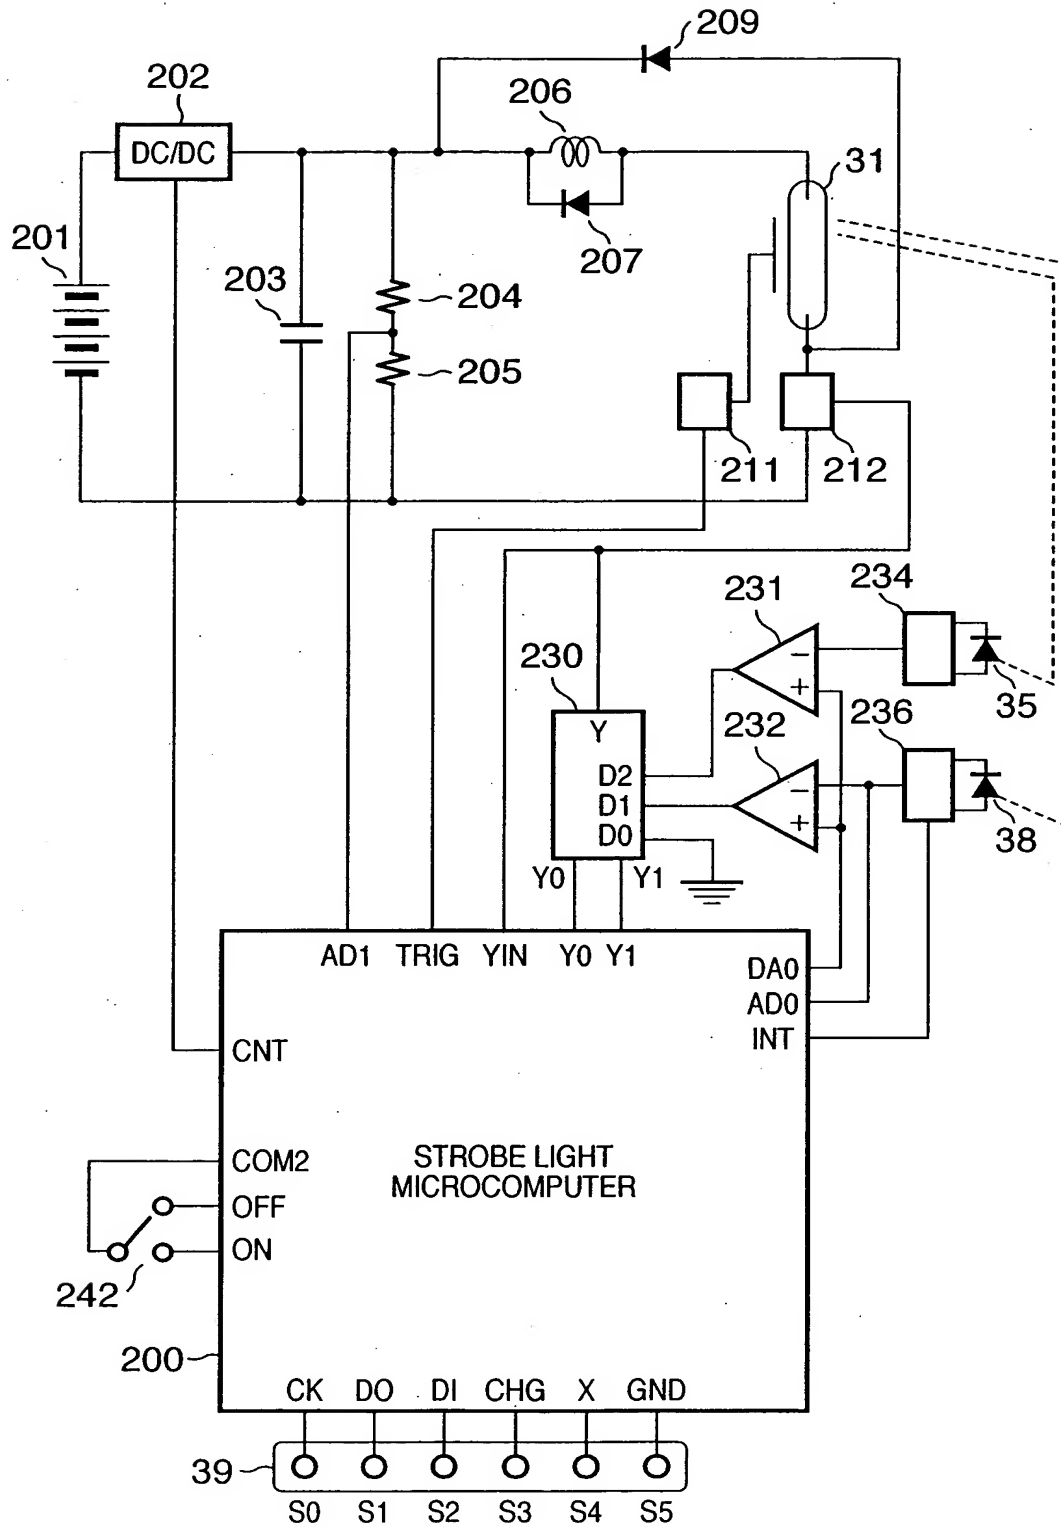 209
202
206
DC/DC
31
201
207
203
204
205
211
212
231
234
230
−
+
35
Y
232
236
D2
D1
−
D0
+
38
Y0
Y1
AD1
TRIG
YIN
Y0
Y1
DA0
AD0
INT
CNT
COM2
STROBE LIGHT
MICROCOMPUTER
OFF
ON
242
200
CK
DO
DI
CHG
X
GND
39
S0
S1
S2
S3
S4
S5